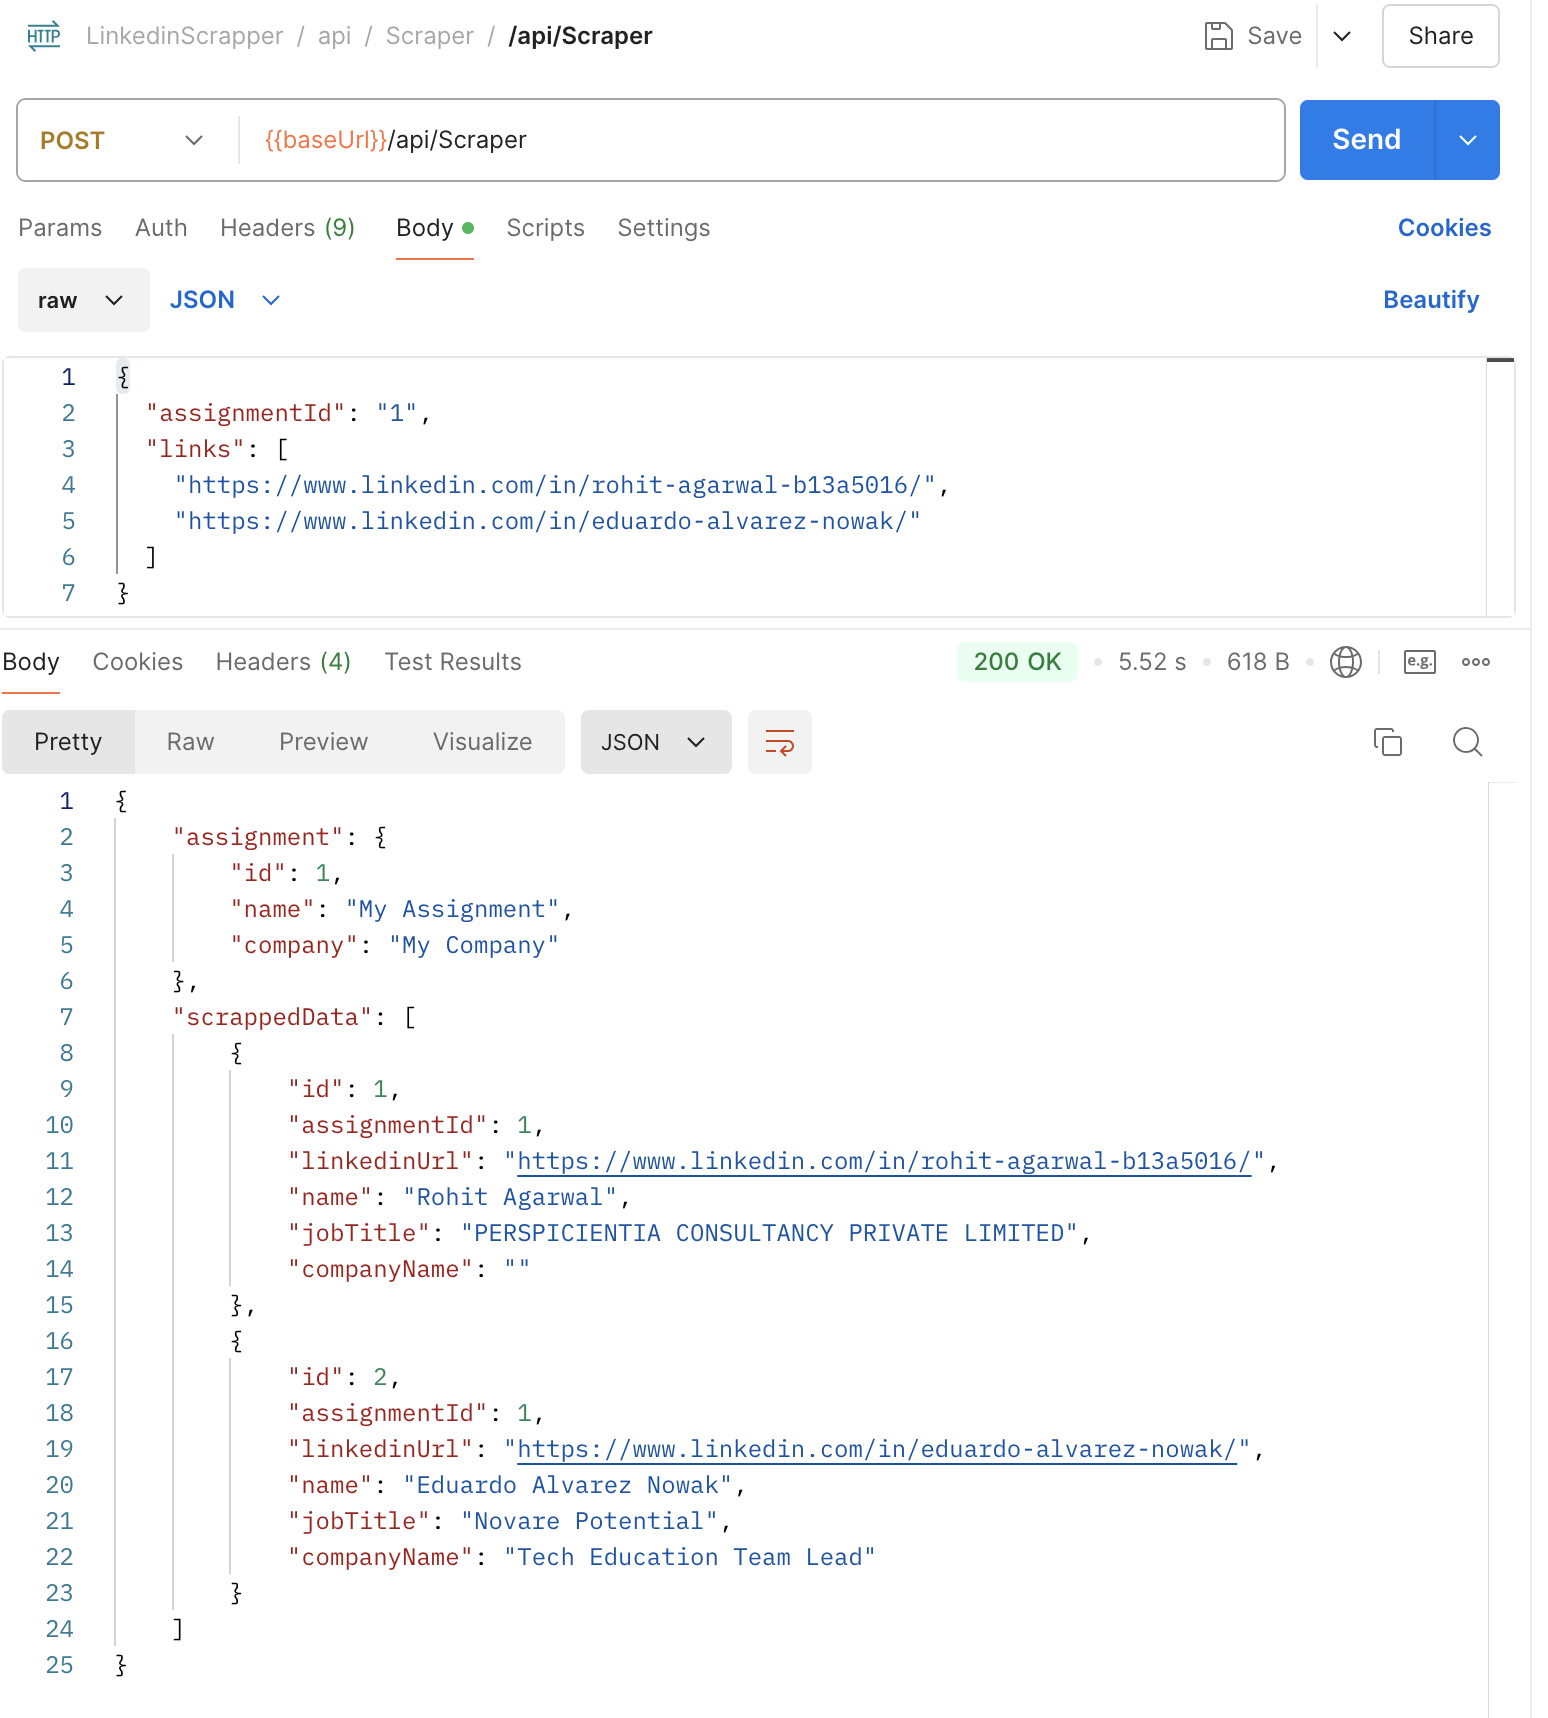 HTTP LinkedinScrapper / api / Scraper / /api/Scraper Save Share
POST {{baseUrl}}/api/Scraper Send
Params Auth Headers (9) Body Scripts Settings Cookies
raw JSON Beautify
1 {
2 "assignmentId": "1",
3 "links": [
4 "https://www.linkedin.com/in/rohit-agarwal-b13a5016/",
5 "https://www.linkedin.com/in/eduardo-alvarez-nowak/"
6 ]
7 }
Body Cookies Headers (4) Test Results 200 OK 5.52 s 618 B e.g.
Pretty Raw Preview Visualize JSON
1 {
2 "assignment": {
3 "id": 1,
4 "name": "My Assignment",
5 "company": "My Company"
6 },
7 "scrappedData": [
8 {
9 "id": 1,
10 "assignmentId": 1,
11 "linkedinUrl": "https://www.linkedin.com/in/rohit-agarwal-b13a5016/",
12 "name": "Rohit Agarwal",
13 "jobTitle": "PERSPICIENTIA CONSULTANCY PRIVATE LIMITED",
14 "companyName": ""
15 },
16 {
17 "id": 2,
18 "assignmentId": 1,
19 "linkedinUrl": "https://www.linkedin.com/in/eduardo-alvarez-nowak/",
20 "name": "Eduardo Alvarez Nowak",
21 "jobTitle": "Novare Potential",
22 "companyName": "Tech Education Team Lead"
23 }
24 ]
25 }